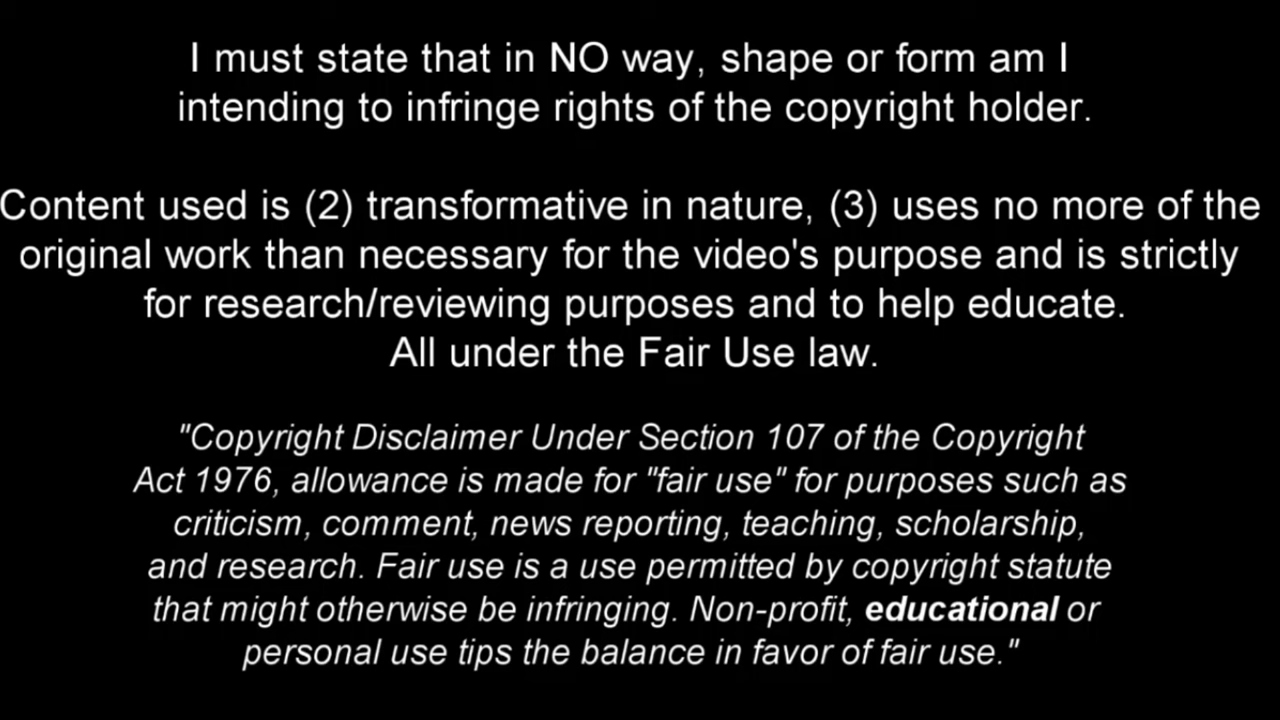 I must state that in NO way, shape or form am I
intending to infringe rights of the copyright holder.
Content used is (2) transformative in nature, (3) uses no more of the
original work than necessary for the video's purpose and is strictly
for research/reviewing purposes and to help educate.
All under the Fair Use law.
"Copyright Disclaimer Under Section 107 of the Copyright
Act 1976, allowance is made for "fair use" for purposes such as
criticism, comment, news reporting, teaching, scholarship,
and research. Fair use is a use permitted by copyright statute
that might otherwise be infringing. Non-profit, educational or
personal use tips the balance in favor of fair use."